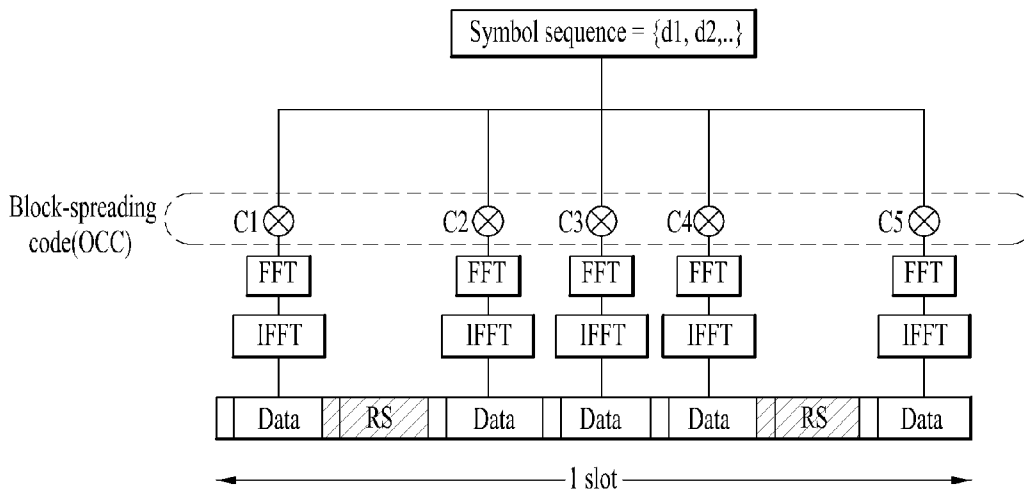 Symbol sequence = {d1, d2,..}
Block-spreading
code(OCC)
C1 C2 C3 C4 C5
FFT FFT FFT FFT FFT
IFFT IFFT IFFT IFFT IFFT
Data RS Data Data Data RS Data
1 slot